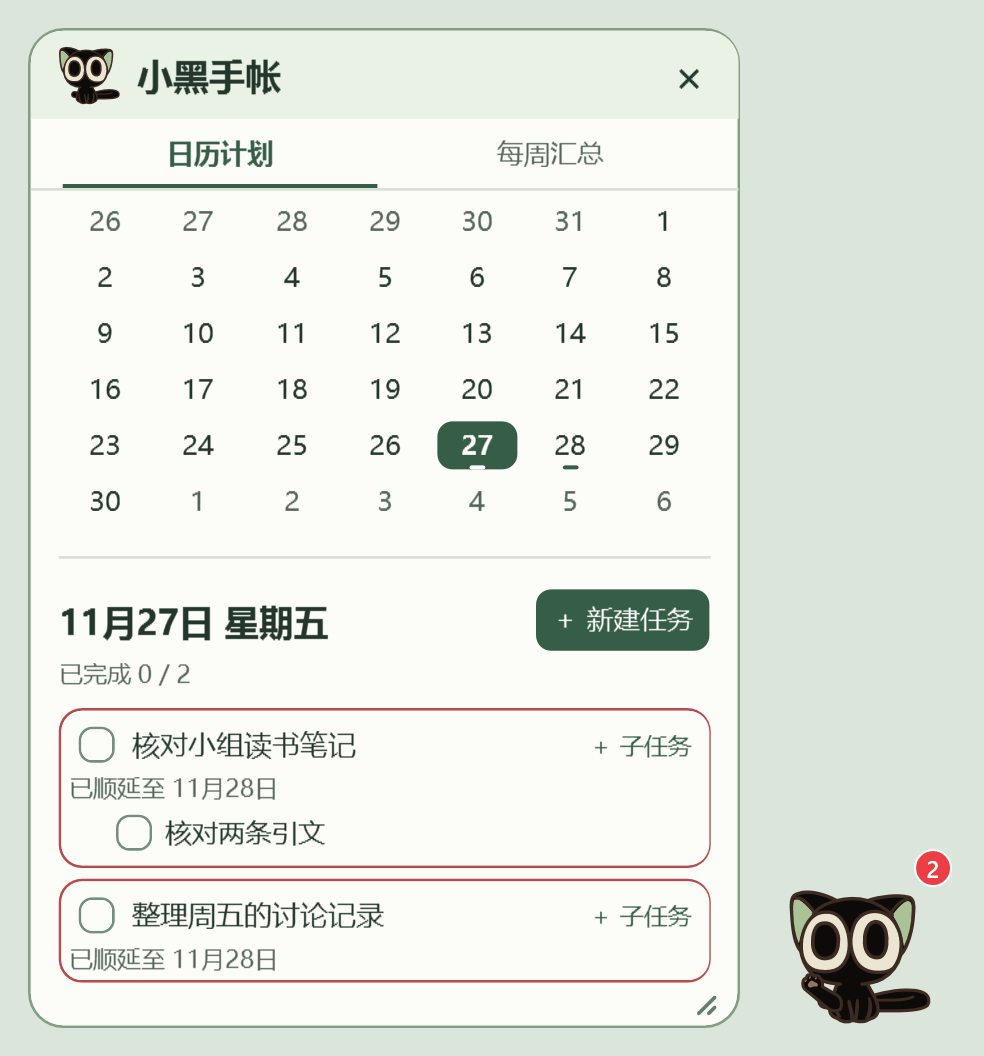 小黑手帐 ×
日历计划 每周汇总
26 27 28 29 30 31 1
2 3 4 5 6 7 8
9 10 11 12 13 14 15
16 17 18 19 20 21 22
23 24 25 26 27 28 29
30 1 2 3 4 5 6
11月27日 星期五
+ 新建任务
已完成 0 / 2
核对小组读书笔记 + 子任务
已顺延至 11月28日
核对两条引文
整理周五的讨论记录 + 子任务
已顺延至 11月28日
2